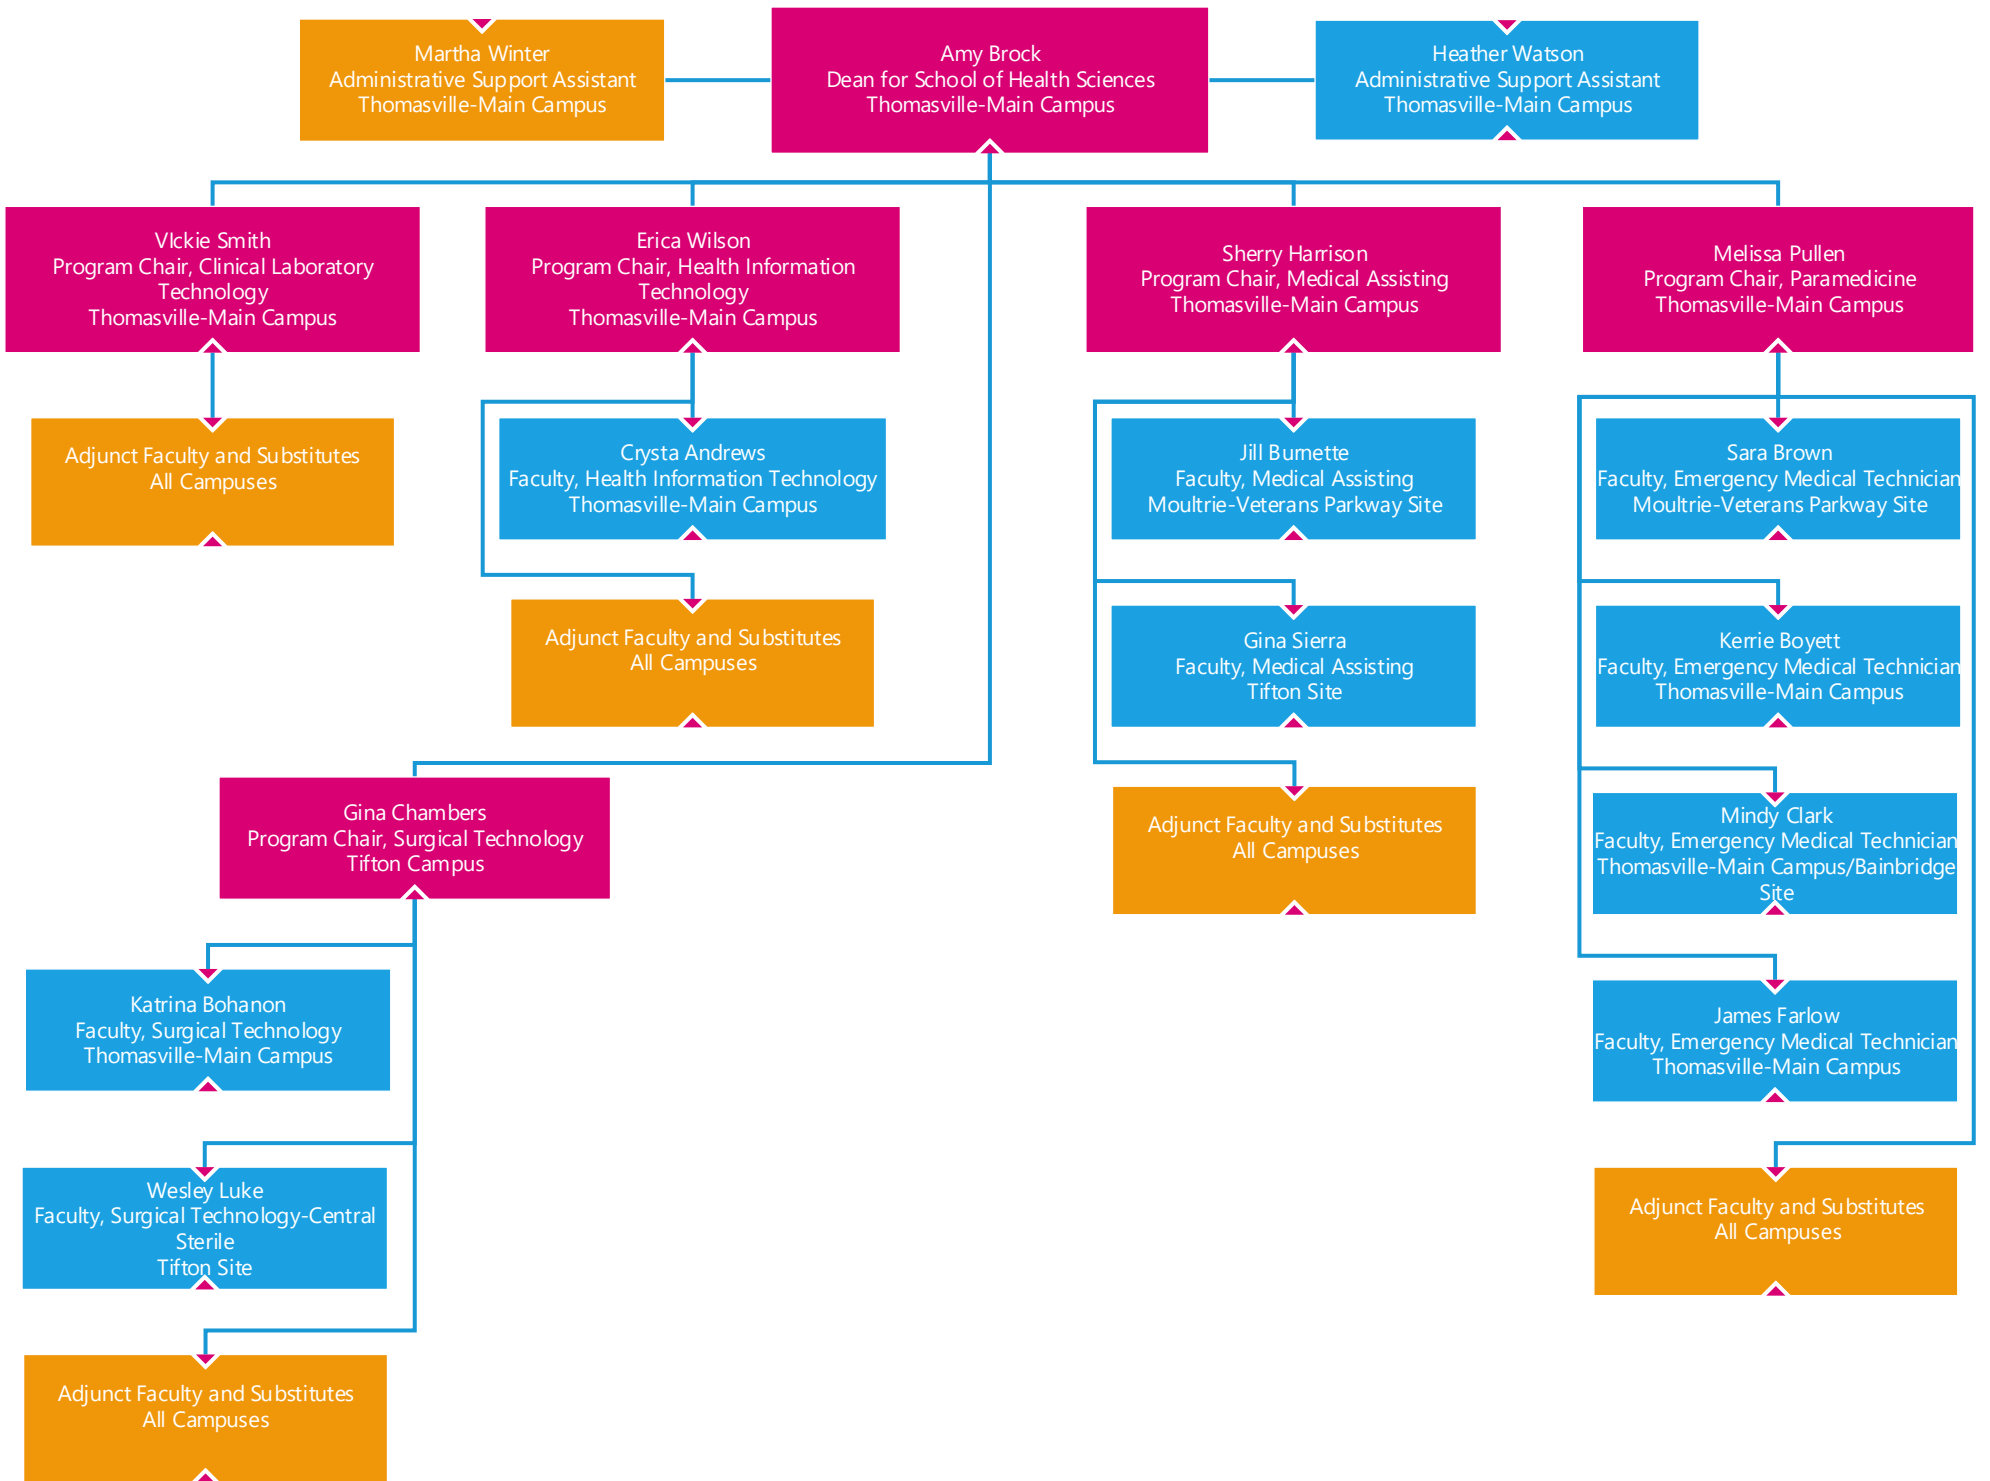 Martha Winter
Administrative Support Assistant
Thomasville-Main Campus
Amy Brock
Dean for School of Health Sciences
Thomasville-Main Campus
Heather Watson
Administrative Support Assistant
Thomasville-Main Campus
VIckie Smith
Program Chair, Clinical Laboratory
Technology
Thomasville-Main Campus
Erica Wilson
Program Chair, Health Information
Technology
Thomasville-Main Campus
Sherry Harrison
Program Chair, Medical Assisting
Thomasville-Main Campus
Melissa Pullen
Program Chair, Paramedicine
Thomasville-Main Campus
Adjunct Faculty and Substitutes
All Campuses
Crysta Andrews
Faculty, Health Information Technology
Thomasville-Main Campus
Jill Burnette
Faculty, Medical Assisting
Moultrie-Veterans Parkway Site
Sara Brown
Faculty, Emergency Medical Technician
Moultrie-Veterans Parkway Site
Adjunct Faculty and Substitutes
All Campuses
Gina Sierra
Faculty, Medical Assisting
Tifton Site
Kerrie Boyett
Faculty, Emergency Medical Technician
Thomasville-Main Campus
Gina Chambers
Program Chair, Surgical Technology
Tifton Campus
Adjunct Faculty and Substitutes
All Campuses
Mindy Clark
Faculty, Emergency Medical Technician
Thomasville-Main Campus/Bainbridge
Site
Katrina Bohanon
Faculty, Surgical Technology
Thomasville-Main Campus
James Farlow
Faculty, Emergency Medical Technician
Thomasville-Main Campus
Wesley Luke
Faculty, Surgical Technology-Central
Sterile
Tifton Site
Adjunct Faculty and Substitutes
All Campuses
Adjunct Faculty and Substitutes
All Campuses